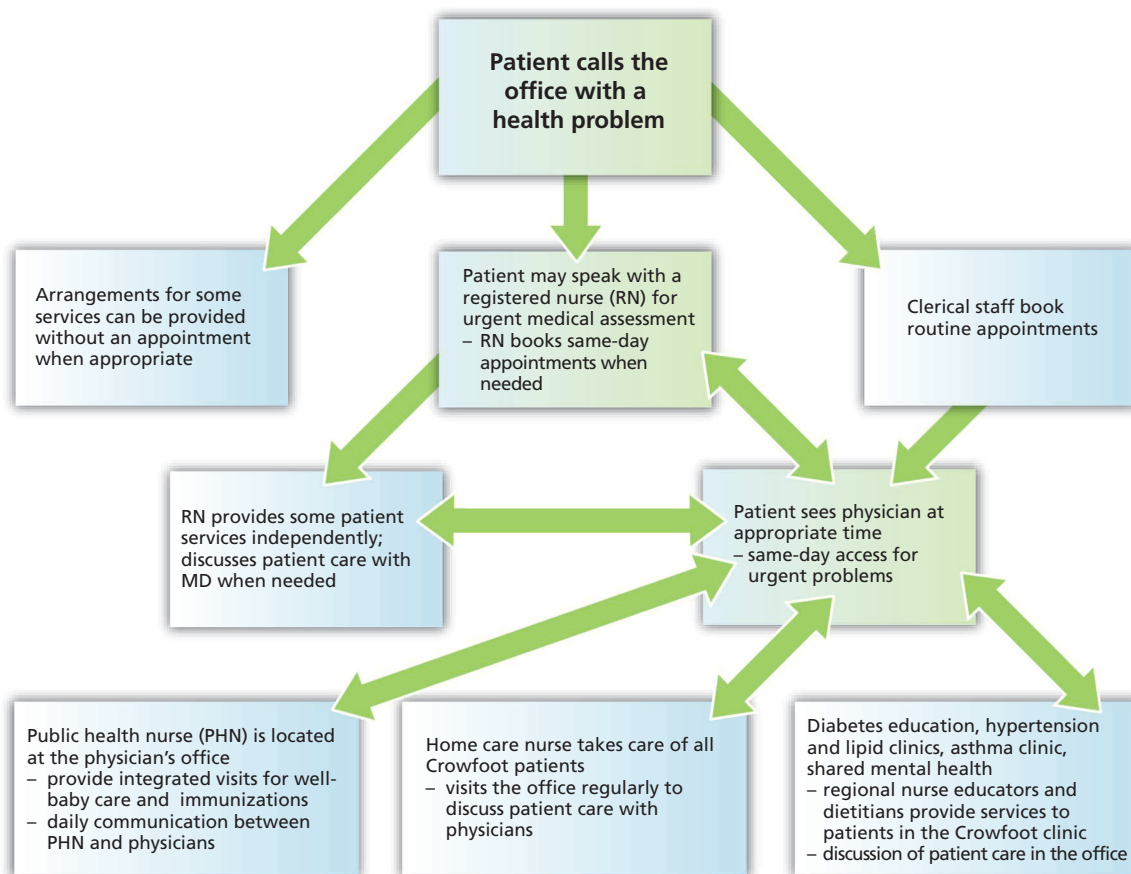 Patient calls the
office with a
health problem
Arrangements for some
services can be provided
without an appointment
when appropriate
Patient may speak with a
registered nurse (RN) for
urgent medical assessment
– RN books same-day
appointments when
needed
Clerical staff book
routine appointments
RN provides some patient
services independently;
discusses patient care with
MD when needed
Patient sees physician at
appropriate time
– same-day access for
urgent problems
Public health nurse (PHN) is located
at the physician’s office
– provide integrated visits for well-
baby care and immunizations
– daily communication between
PHN and physicians
Home care nurse takes care of all
Crowfoot patients
– visits the office regularly to
discuss patient care with
physicians
Diabetes education, hypertension
and lipid clinics, asthma clinic,
shared mental health
– regional nurse educators and
dietitians provide services to
patients in the Crowfoot clinic
– discussion of patient care in the office